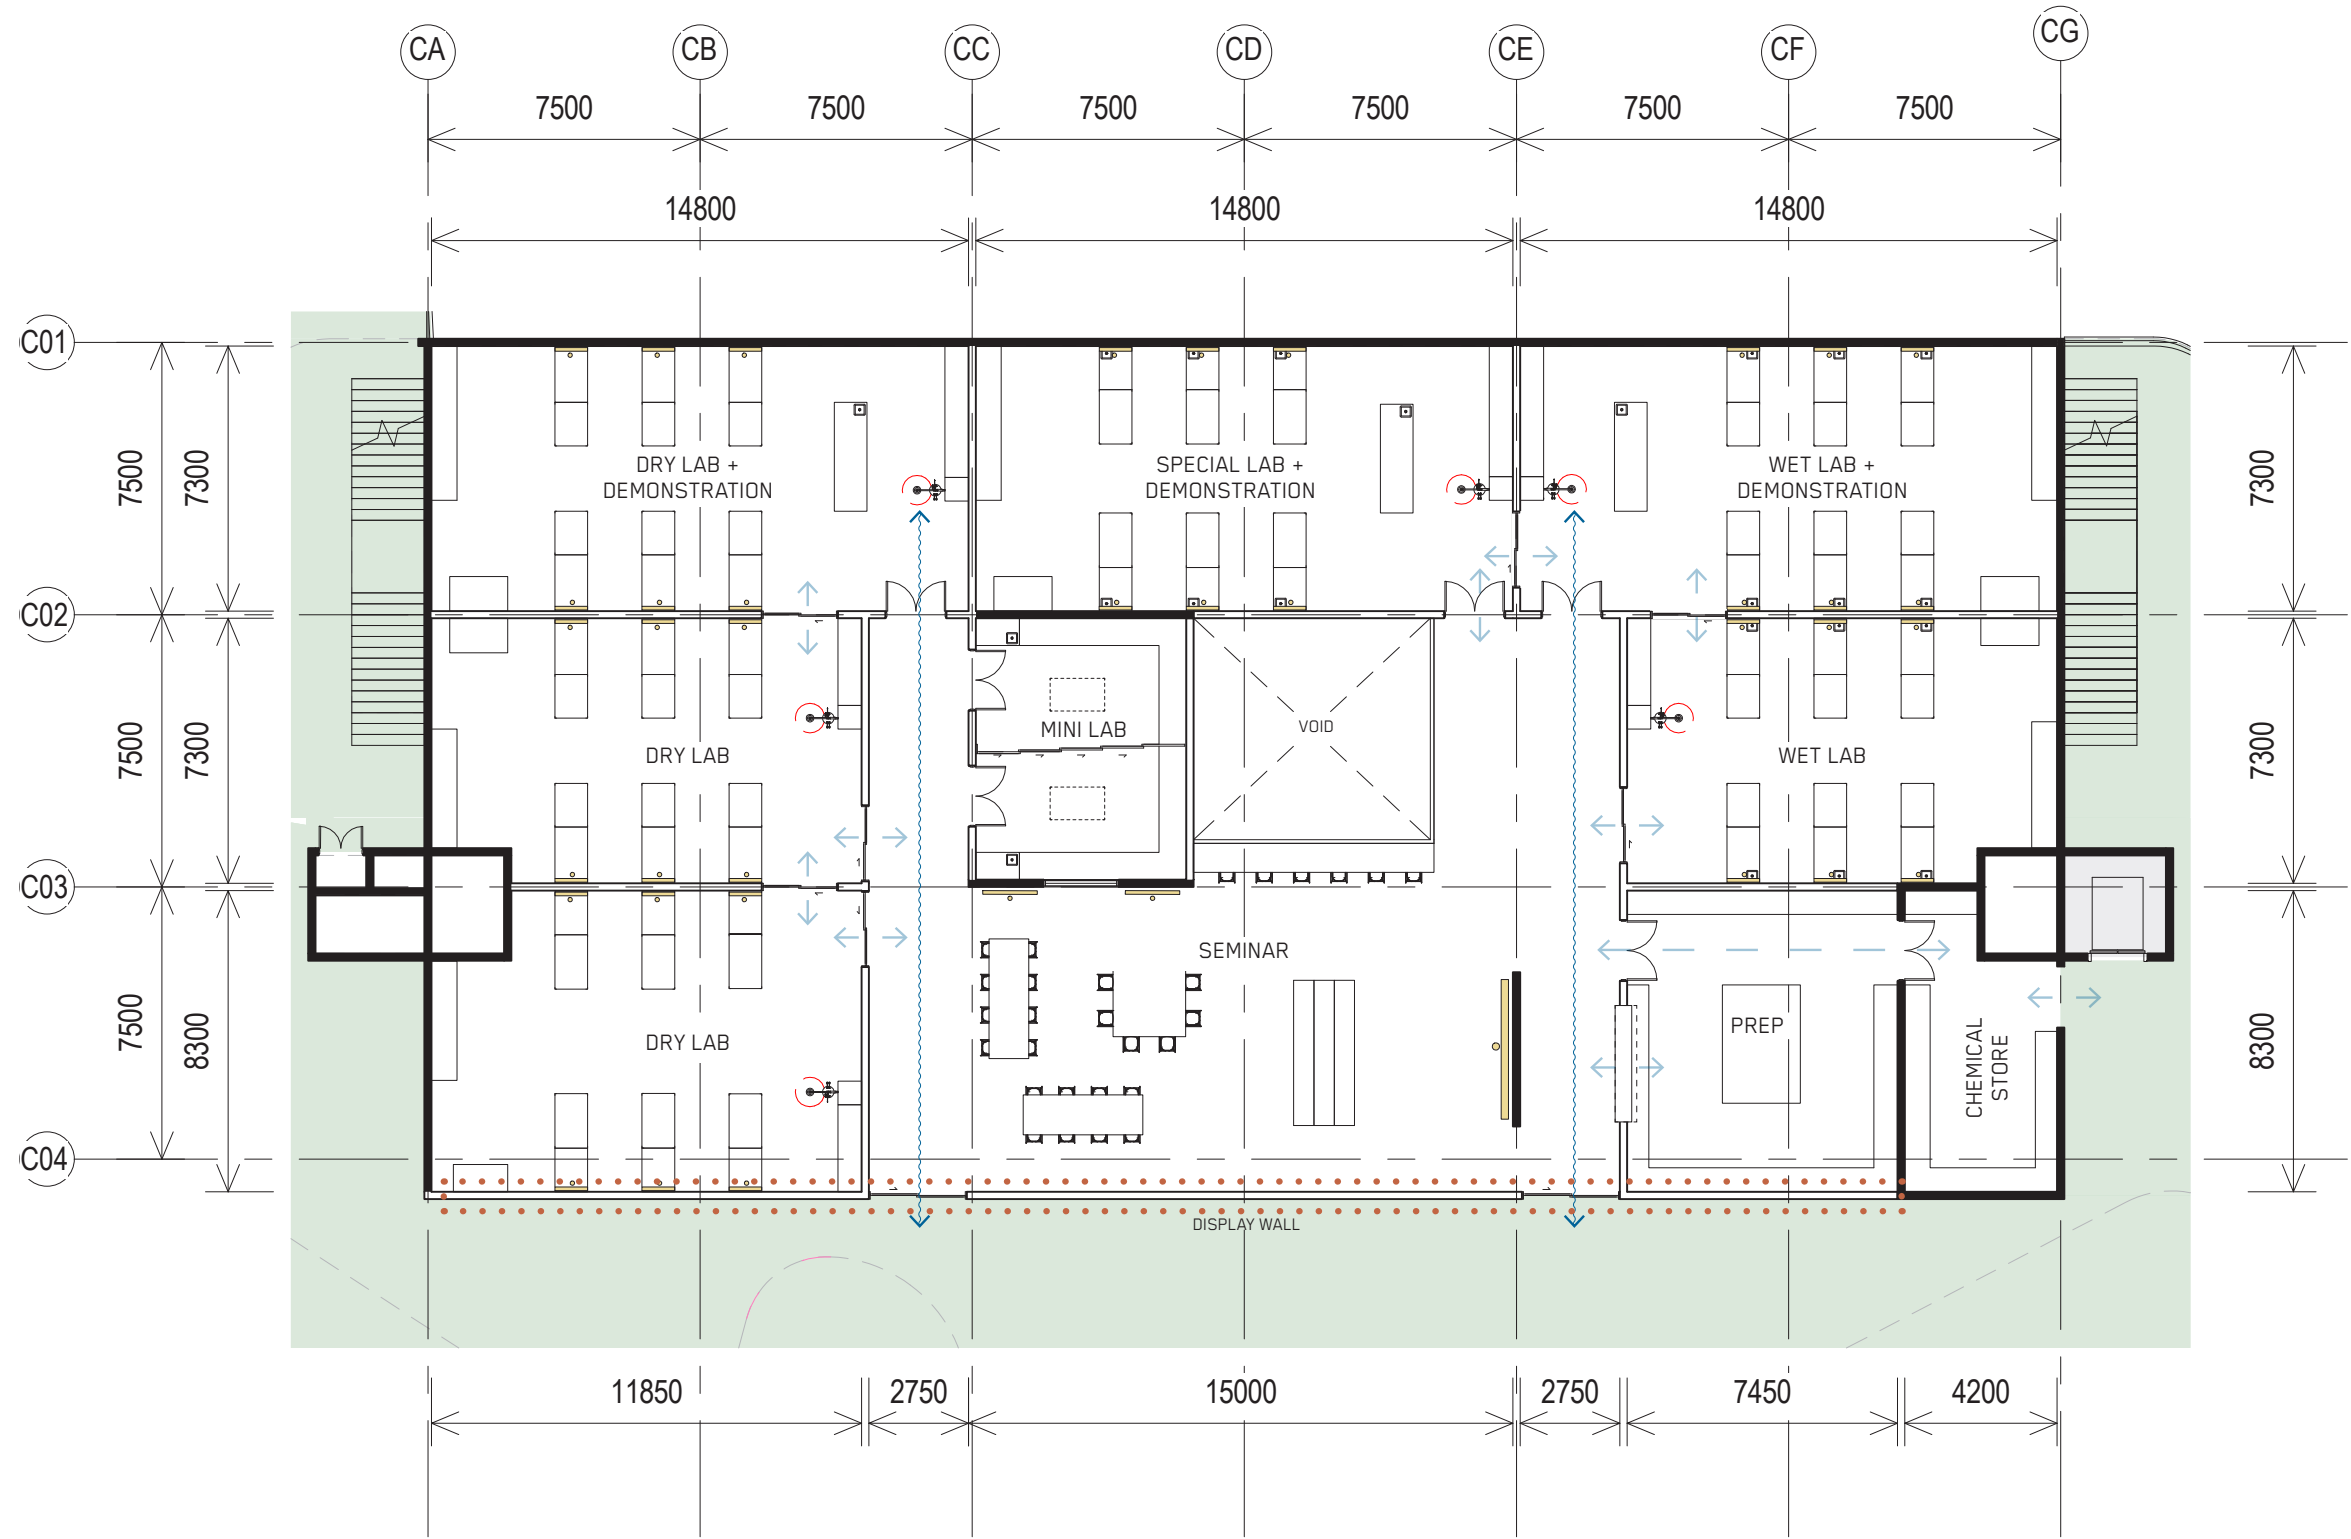 CA CB CC CD CE CF CG
7500 7500 7500 7500 7500 7500
14800 14800 14800
C01
C02
C03
C04
7500 7300
7500 7300
7500 8300
7300
7300
8300
DRY LAB +
DEMONSTRATION
SPECIAL LAB +
DEMONSTRATION
WET LAB +
DEMONSTRATION
DRY LAB
MINI LAB
VOID
WET LAB
DRY LAB
SEMINAR
PREP
CHEMICAL
STORE
DISPLAY WALL
11850 2750 15000 2750 7450 4200